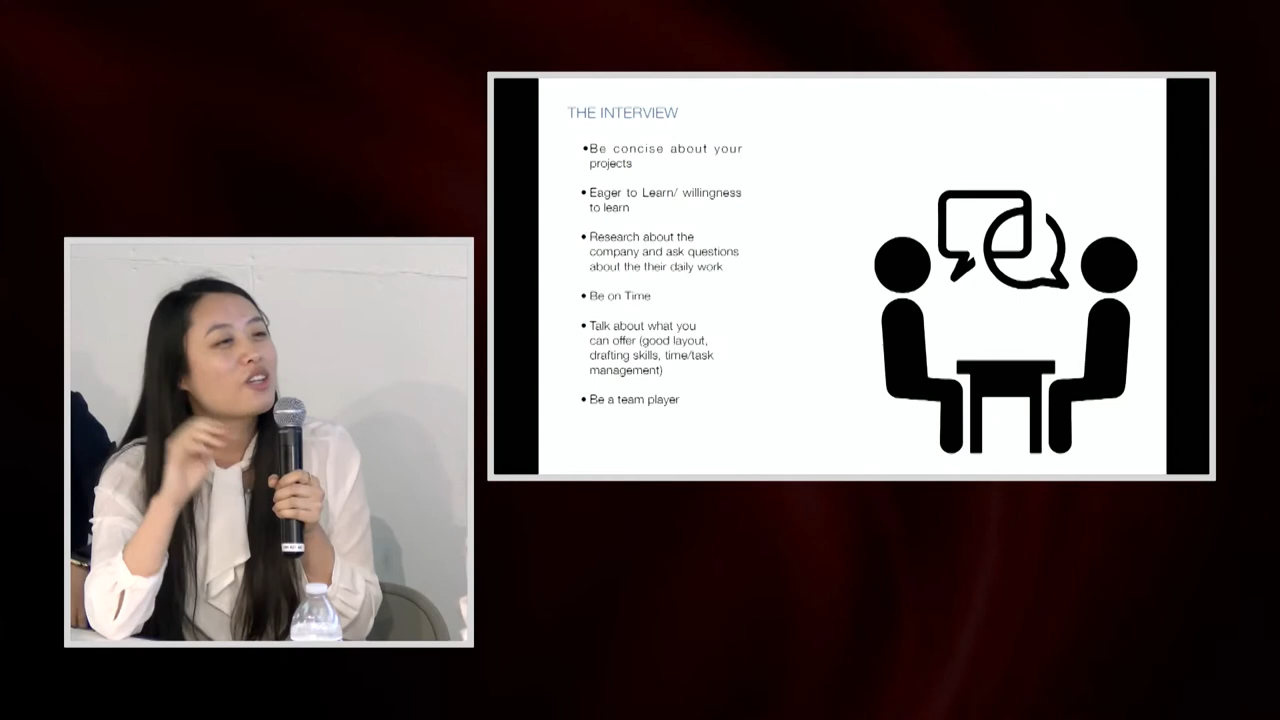 THE INTERVIEW
•Be concise about your
projects
• Eager to Learn/ willingness
to learn
• Research about the
company and ask questions
about the their daily work
• Be on Time
• Talk about what you
can offer (good layout,
drafting skills, time/task
management)
• Be a team player